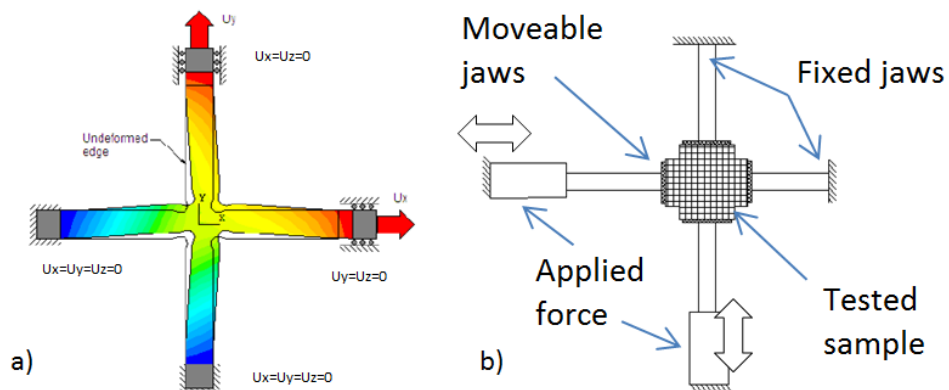 Uy
Ux=Uz=0
Undeformed
edge
Y
X
Ux
Ux=Uy=Uz=0
Uy=Uz=0
a)
Ux=Uy=Uz=0
Moveable
jaws
Fixed jaws
Applied
force
Tested
sample
b)